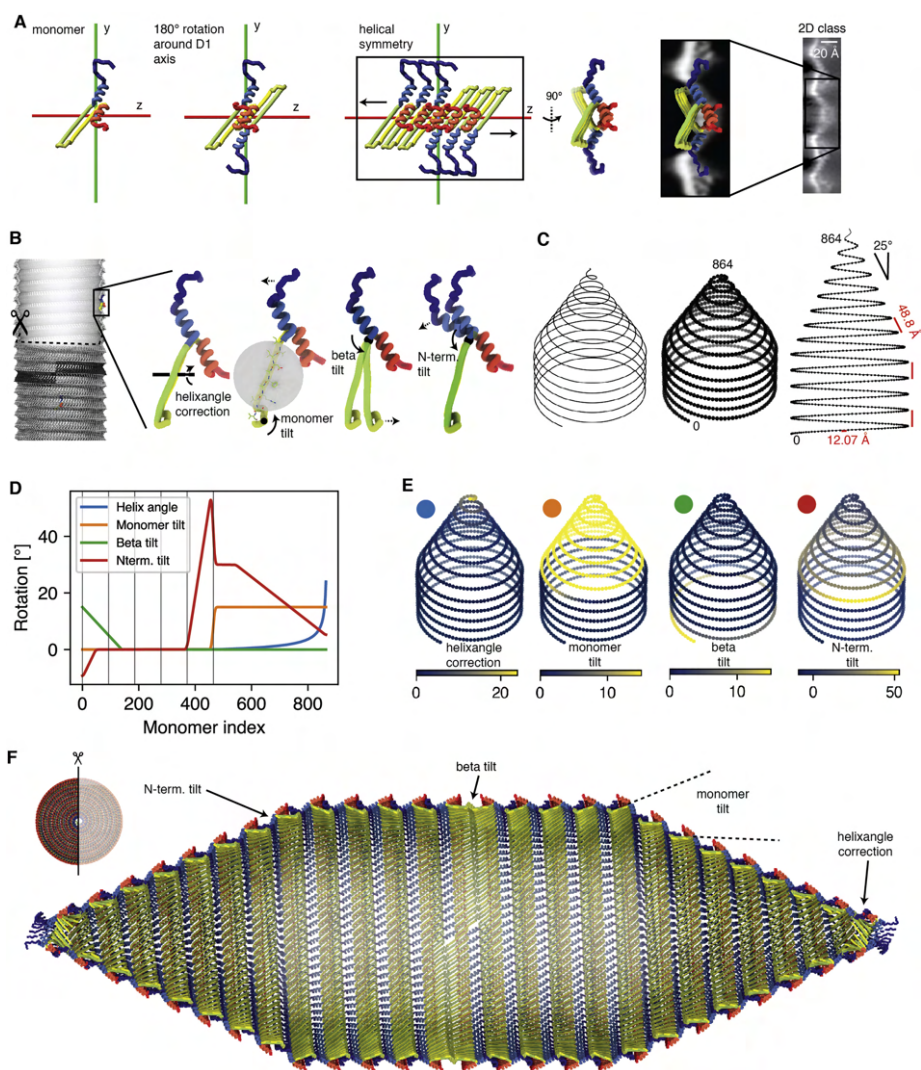 A
monomer
y
z
180° rotation
around D1
axis
y
z
helical
symmetry
z
90°
2D class
20 Å
B
helixangle
correction
monomer
tilt
beta
tilt
N-term.
tilt
C
864
0
864
25°
48.8 Å
0
12.07 Å
D
Helix angle
Monomer tilt
Beta tilt
Nterm. tilt
Rotation [°]
40
20
0
0
200
400
600
800
Monomer index
E
helixangle
correction
0
20
monomer
tilt
0
10
beta
tilt
0
10
N-term.
tilt
0
50
F
N-term. tilt
beta tilt
monomer
tilt
helixangle
correction